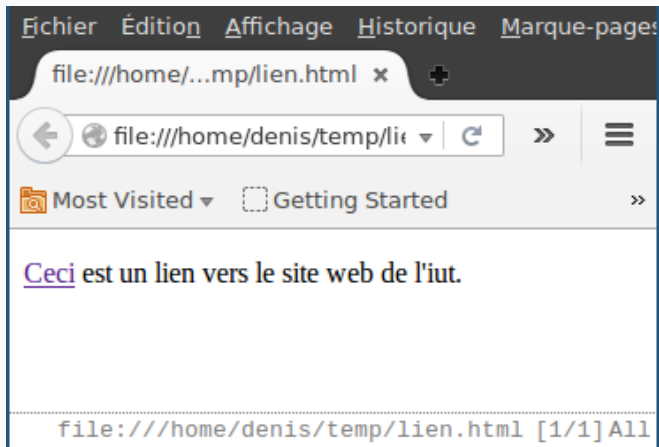 Fichier Édition Affichage Historique Marque-pages
file:///home/...mp/lien.html ×
file:///home/denis/temp/lie
Most Visited Getting Started »
Ceci est un lien vers le site web de l'iut.
file:///home/denis/temp/lien.html [1/1] All